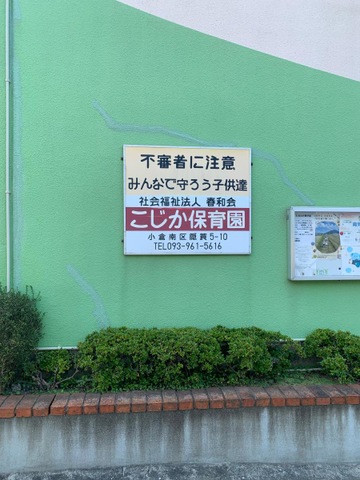 不審者に注意
みんなで守ろう子供達
社会福祉法人 春和会
こじか保育園
小倉南区葛原5-10
TEL093-961-5616